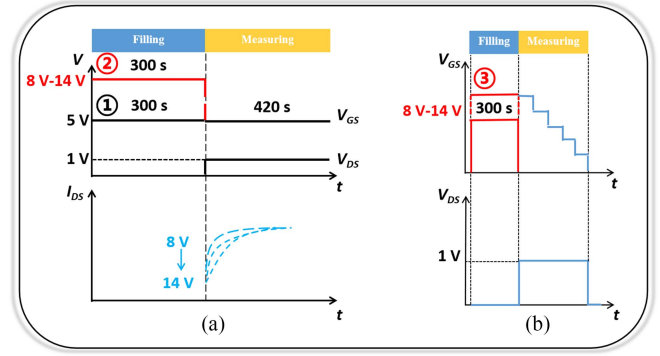 Filling
Measuring
V
② 300 s
8 V-14 V
① 300 s
420 s
5 V
V_GS
1 V
V_DS
t
I_DS
8 V
14 V
t
(a)
Filling
Measuring
V_GS
③
8 V-14 V
300 s
t
V_DS
1 V
t
(b)